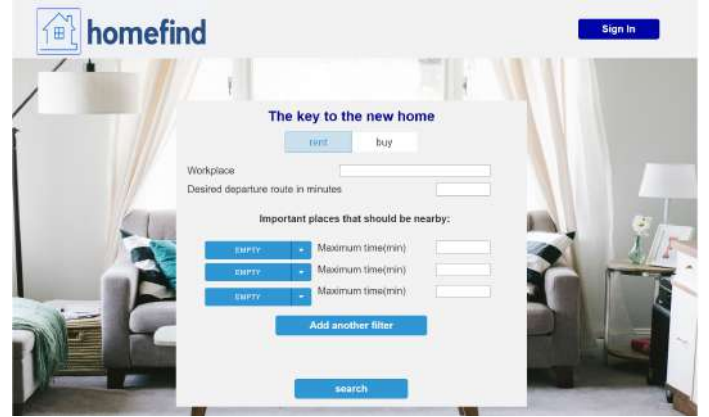 homefind
Sign In
The key to the new home
rent buy
Workplace
Desired departure route in minutes
Important places that should be nearby:
EMPTY Maximum time(min)
EMPTY Maximum time(min)
EMPTY Maximum time(min)
Add another filter
search